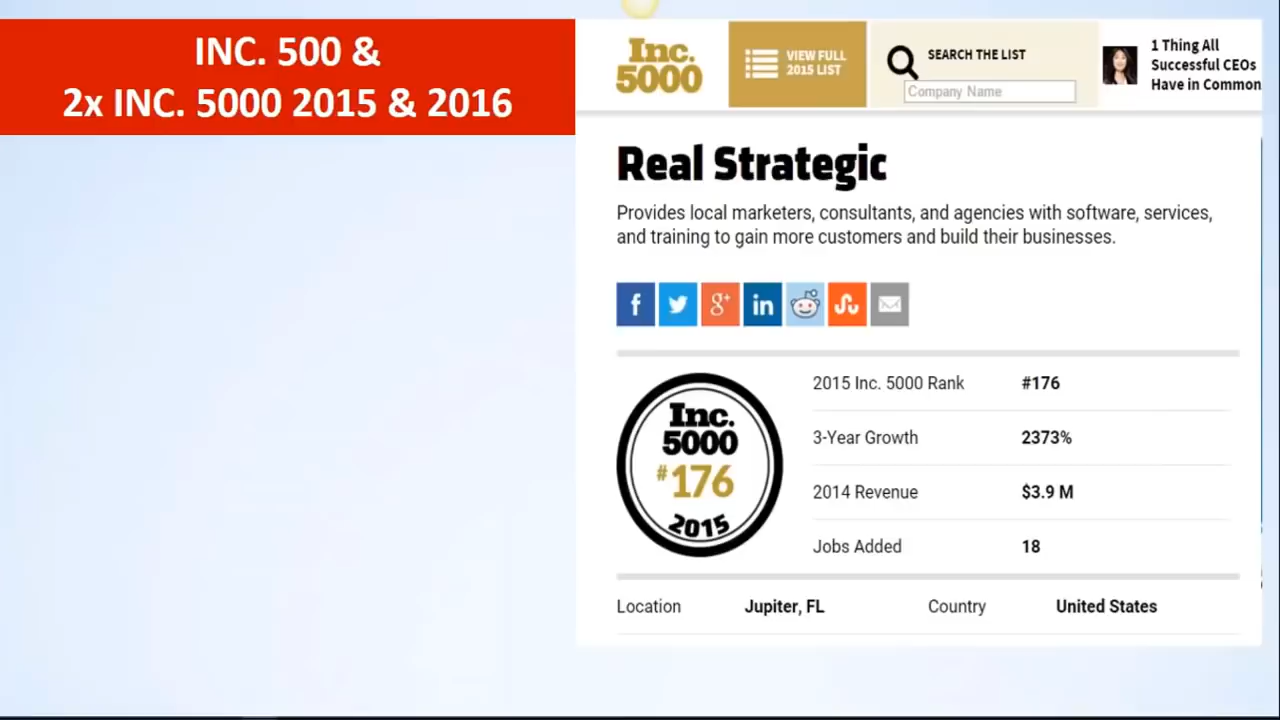 INC. 500 &
2x INC. 5000 2015 & 2016
Inc.
5000
VIEW FULL
2015 LIST
SEARCH THE LIST
Company Name
1 Thing All
Successful CEOs
Have in Common
Real Strategic
Provides local marketers, consultants, and agencies with software, services,
and training to gain more customers and build their businesses.
f g+ in
Inc.
5000
#176
2015
2015 Inc. 5000 Rank #176
3-Year Growth 2373%
2014 Revenue $3.9 M
Jobs Added 18
Location Jupiter, FL Country United States